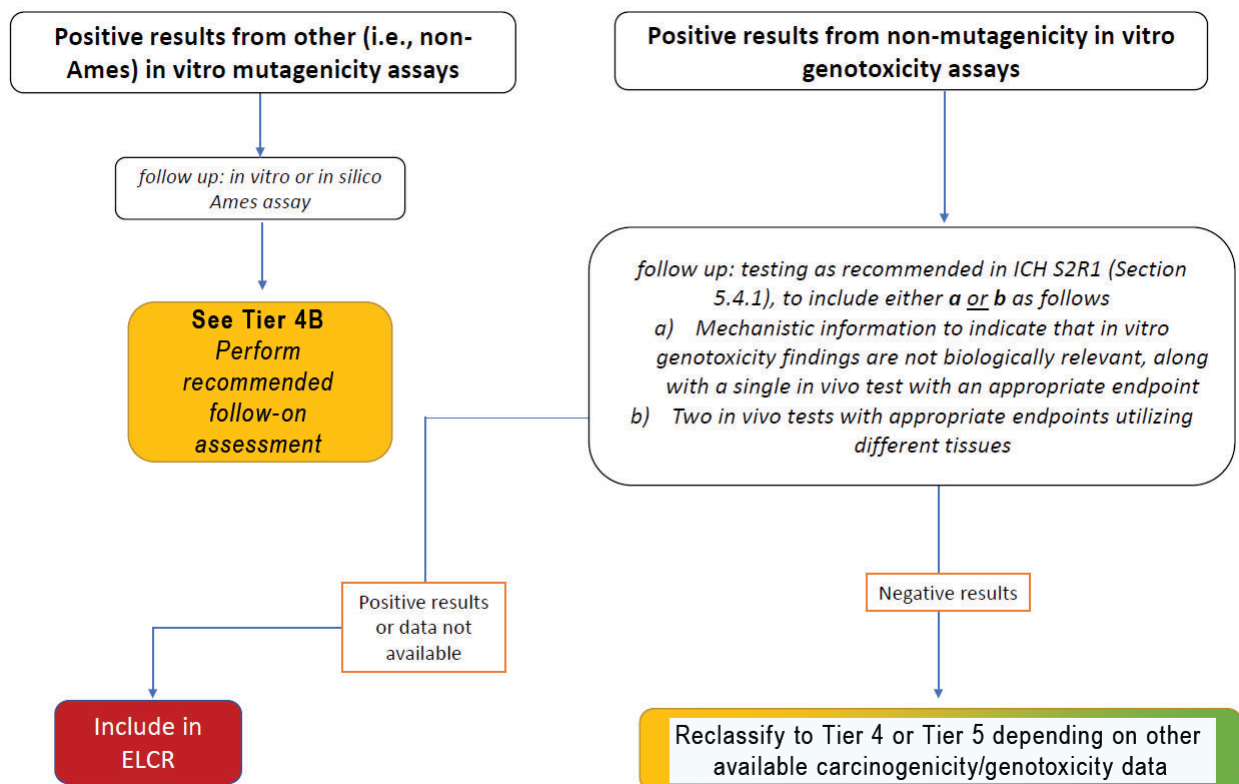 Positive results from other (i.e., non-
Ames) in vitro mutagenicity assays
Positive results from non-mutagenicity in vitro
genotoxicity assays
follow up: in vitro or in silico
Ames assay
See Tier 4B
Perform
recommended
follow-on
assessment
follow up: testing as recommended in ICH S2R1 (Section
5.4.1), to include either a or b as follows
a) Mechanistic information to indicate that in vitro
genotoxicity findings are not biologically relevant, along
with a single in vivo test with an appropriate endpoint
b) Two in vivo tests with appropriate endpoints utilizing
different tissues
Positive results
or data not
available
Negative results
Include in
ELCR
Reclassify to Tier 4 or Tier 5 depending on other
available carcinogenicity/genotoxicity data